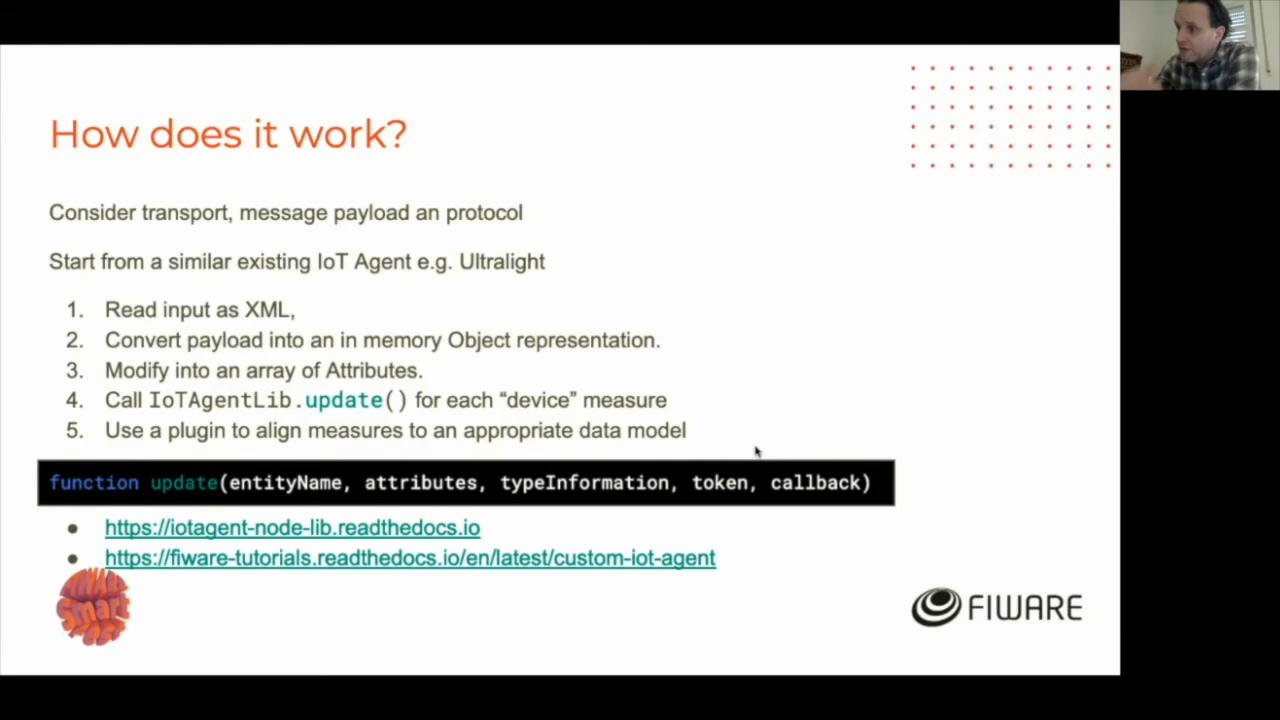 How does it work?
Consider transport, message payload an protocol
Start from a similar existing IoT Agent e.g. Ultralight
1. Read input as XML,
2. Convert payload into an in memory Object representation.
3. Modify into an array of Attributes.
4. Call IoTAgentLib.update() for each “device” measure
5. Use a plugin to align measures to an appropriate data model
function update(entityName, attributes, typeInformation, token, callback)
● https://iotagent-node-lib.readthedocs.io
● https://fiware-tutorials.readthedocs.io/en/latest/custom-iot-agent
Smart
FIWARE